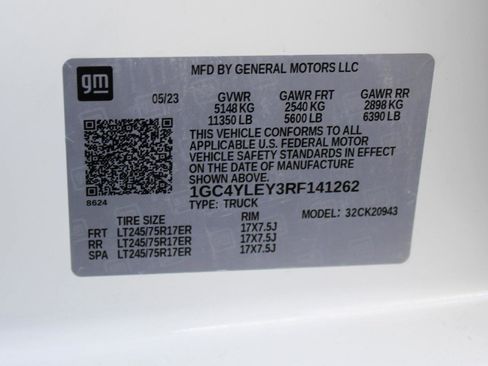 gm
MFD BY GENERAL MOTORS LLC
05/23 GVWR GAWR FRT GAWR RR
5148 KG 2540 KG 2898 KG
11350 LB 5600 LB 6390 LB
THIS VEHICLE CONFORMS TO ALL
APPLICABLE U.S. FEDERAL MOTOR
VEHICLE SAFETY STANDARDS IN EFFECT
ON THE DATE OF MANUFACTURE
SHOWN ABOVE.
8624 1GC4YLEY3RF141262
TYPE: TRUCK
TIRE SIZE RIM MODEL: 32CK20943
FRT LT245/75R17ER 17X7.5J
RR LT245/75R17ER 17X7.5J
SPA LT245/75R17ER 17X7.5J